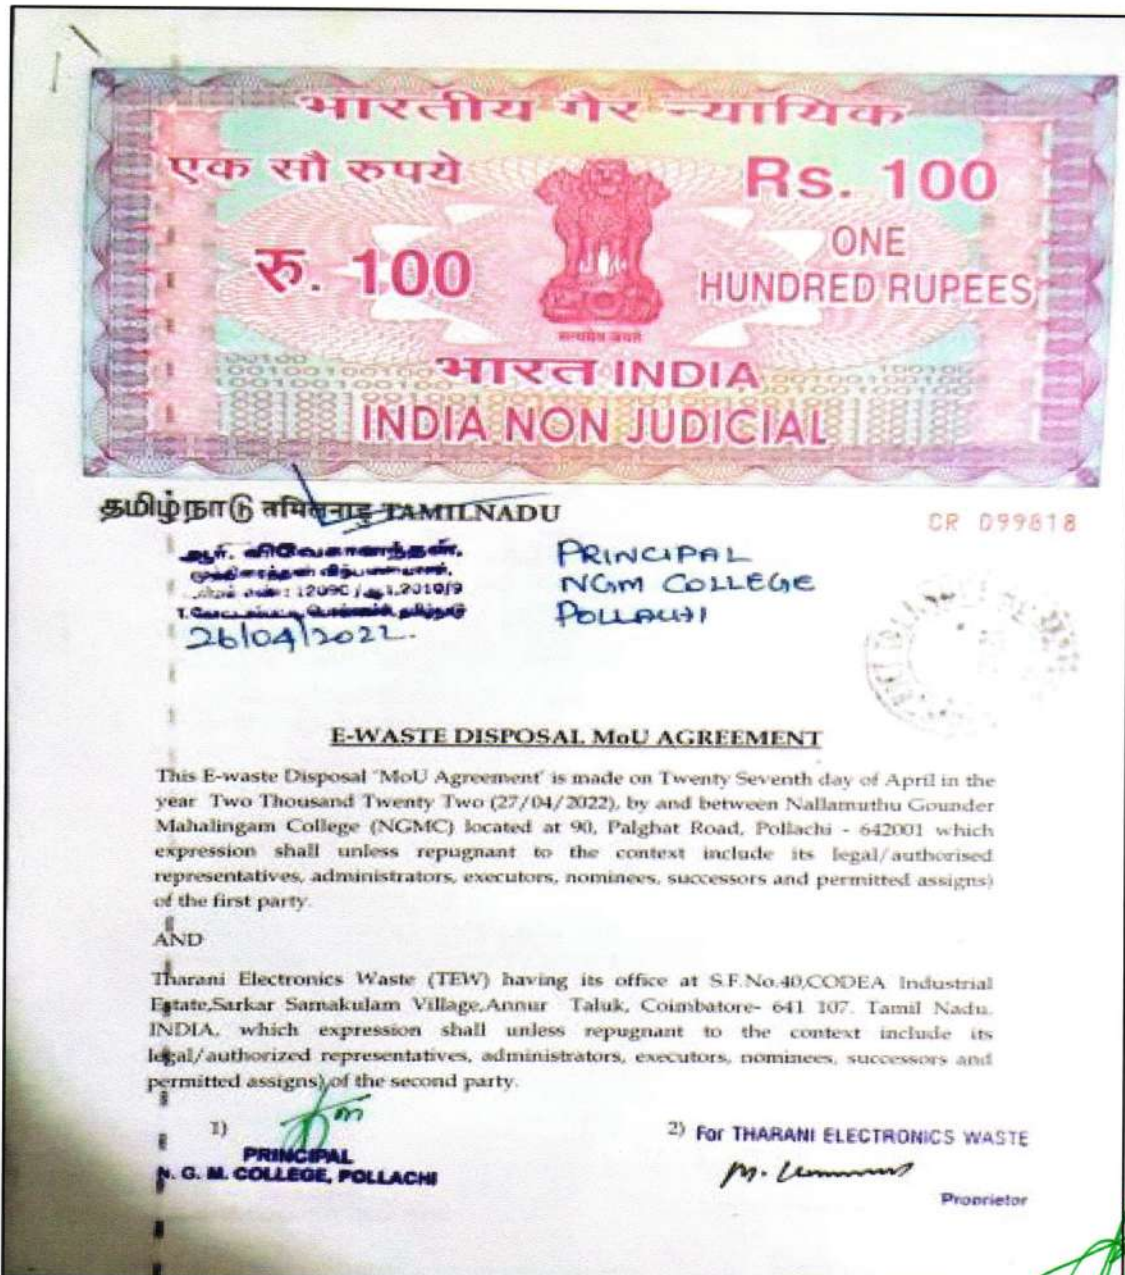 भारतीय गैर न्यायिक
एक सौ रुपये
Rs. 100
रु. 100
ONE
HUNDRED RUPEES
सत्यमेव जयते
भारत INDIA
INDIA NON JUDICIAL
தமிழ்நாடு तमिलनाडु TAMILNADU
CR 099818
ஆர். விவேகானந்தன்,
26/04/2022.
PRINCIPAL
NGM COLLEGE
POLLACHI
E-WASTE DISPOSAL MoU AGREEMENT
This E-waste Disposal 'MoU Agreement' is made on Twenty Seventh day of April in the
year Two Thousand Twenty Two (27/04/2022), by and between Nallamuthu Gounder
Mahalingam College (NGMC) located at 90, Palghat Road, Pollachi - 642001 which
expression shall unless repugnant to the context include its legal/authorised
representatives, administrators, executors, nominees, successors and permitted assigns)
of the first party.
AND
Tharani Electronics Waste (TEW) having its office at S.F.No.40,CODEA Industrial
Estate,Sarkar Samakulam Village,Annur Taluk, Coimbatore- 641 107. Tamil Nadu.
INDIA, which expression shall unless repugnant to the context include its
legal/authorized representatives, administrators, executors, nominees, successors and
permitted assigns) of the second party.
1)
PRINCIPAL
N. G. M. COLLEGE, POLLACHI
2) For THARANI ELECTRONICS WASTE
Proprietor